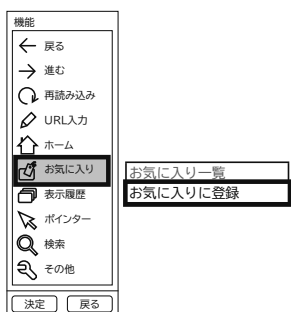 機能
戻る
進む
再読み込み
URL入力
ホーム
お気に入り
表示履歴
ポインター
検索
その他
決定 戻る
お気に入り一覧
お気に入りに登録